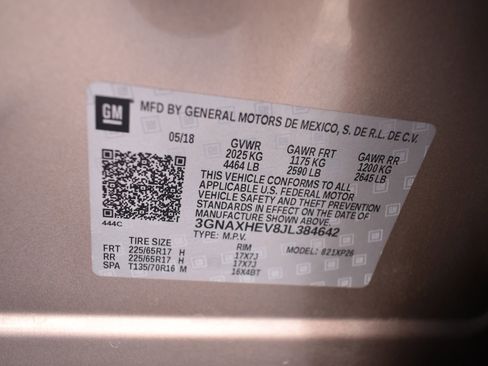 GM
MFD BY GENERAL MOTORS DE MEXICO, S. DE R.L. DE C.V.
05/18 GVWR GAWR FRT GAWR RR
2025 KG 1175 KG 1200 KG
4464 LB 2590 LB 2645 LB
THIS VEHICLE CONFORMS TO ALL
APPLICABLE U.S. FEDERAL MOTOR
VEHICLE SAFETY AND THEFT PREVENTION
STANDARDS IN EFFECT ON THE DATE OF
MANUFACTURE SHOWN ABOVE.
3GNAXHEV8JL384642
444C TYPE: M.P.V. MODEL: 821XP26
TIRE SIZE RIM
FRT 225/65R17 H 17X7J
RR 225/65R17 H 17X7J
SPA T135/70R16 M 16X4BT